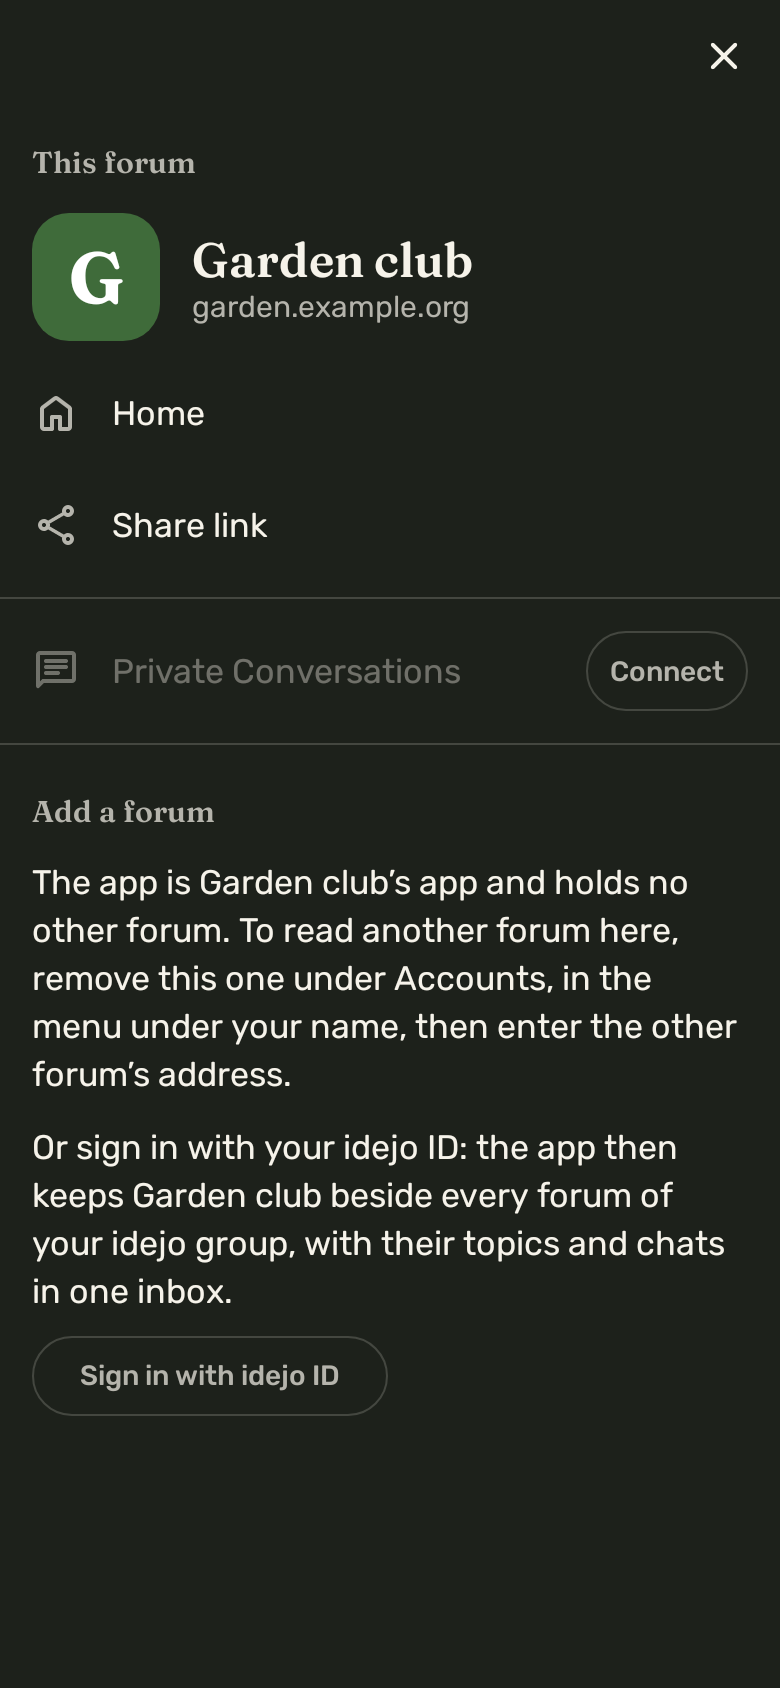 This forum
G
Garden club
garden.example.org
Home
Share link
Private Conversations
Connect
Add a forum
The app is Garden club’s app and holds no
other forum. To read another forum here,
remove this one under Accounts, in the
menu under your name, then enter the other
forum’s address.
Or sign in with your idejo ID: the app then
keeps Garden club beside every forum of
your idejo group, with their topics and chats
in one inbox.
Sign in with idejo ID